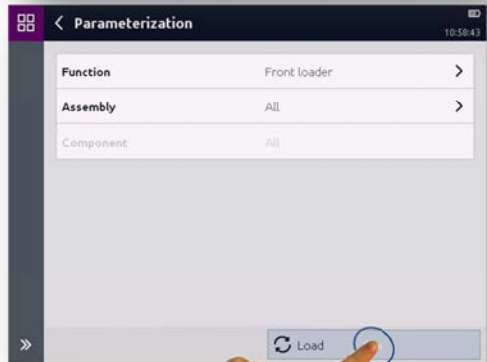 Parameterization
10:58:43
Function Front loader
Assembly All
Component All
Load